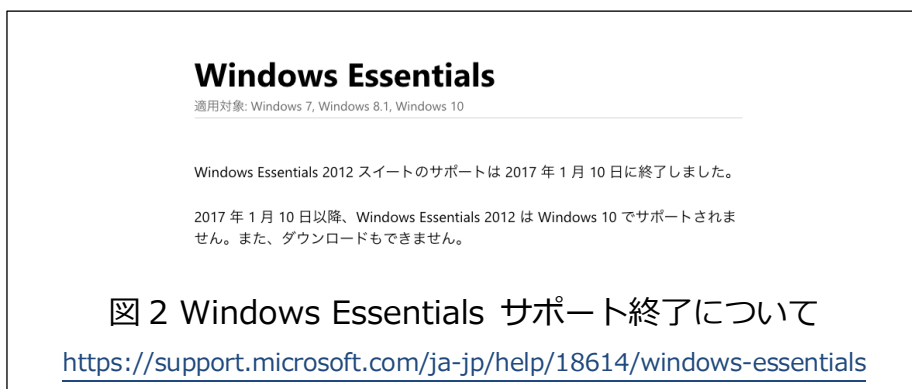 Windows Essentials
適用対象: Windows 7, Windows 8.1, Windows 10
Windows Essentials 2012 スイートのサポートは 2017 年 1 月 10 日に終了しました。
2017 年 1 月 10 日以降、Windows Essentials 2012 は Windows 10 でサポートされま
せん。また、ダウンロードもできません。
図 2 Windows Essentials サポート終了について
https://support.microsoft.com/ja-jp/help/18614/windows-essentials